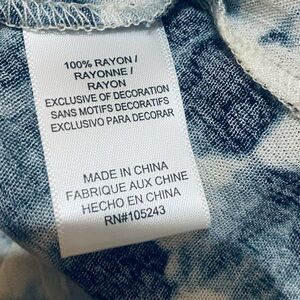 100% RAYON /
RAYONNE /
RAYON
EXCLUSIVE OF DECORATION
SANS MOTIFS DECORATIFS
EXCLUSIVO PARA DECORAR
MADE IN CHINA
FABRIQUE AUX CHINE
HECHO EN CHINA
RN#105243